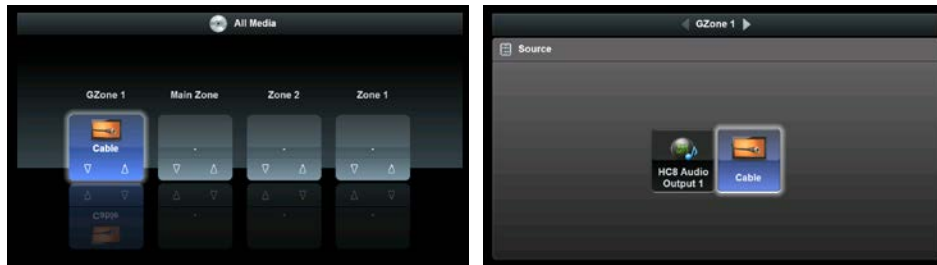 All Media
GZone 1
Main Zone
Zone 2
Zone 1
Cable
GZone 1
Source
HC8 Audio
Output 1
Cable